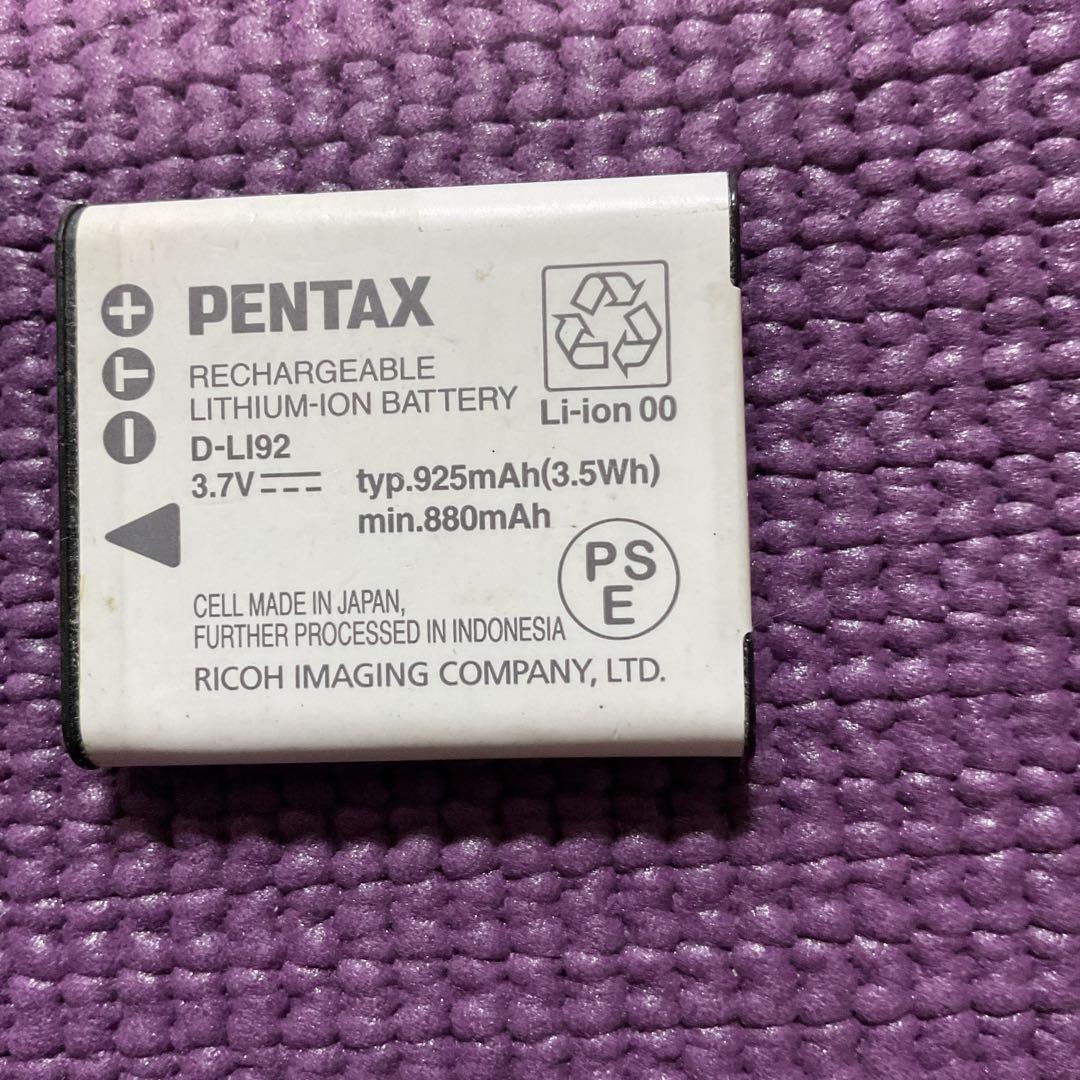 PENTAX
RECHARGEABLE
LITHIUM-ION BATTERY
D-LI92
3.7V
typ.925mAh(3.5Wh)
min.880mAh
Li-ion 00
+
T
−
PS
E
CELL MADE IN JAPAN,
FURTHER PROCESSED IN INDONESIA
RICOH IMAGING COMPANY, LTD.